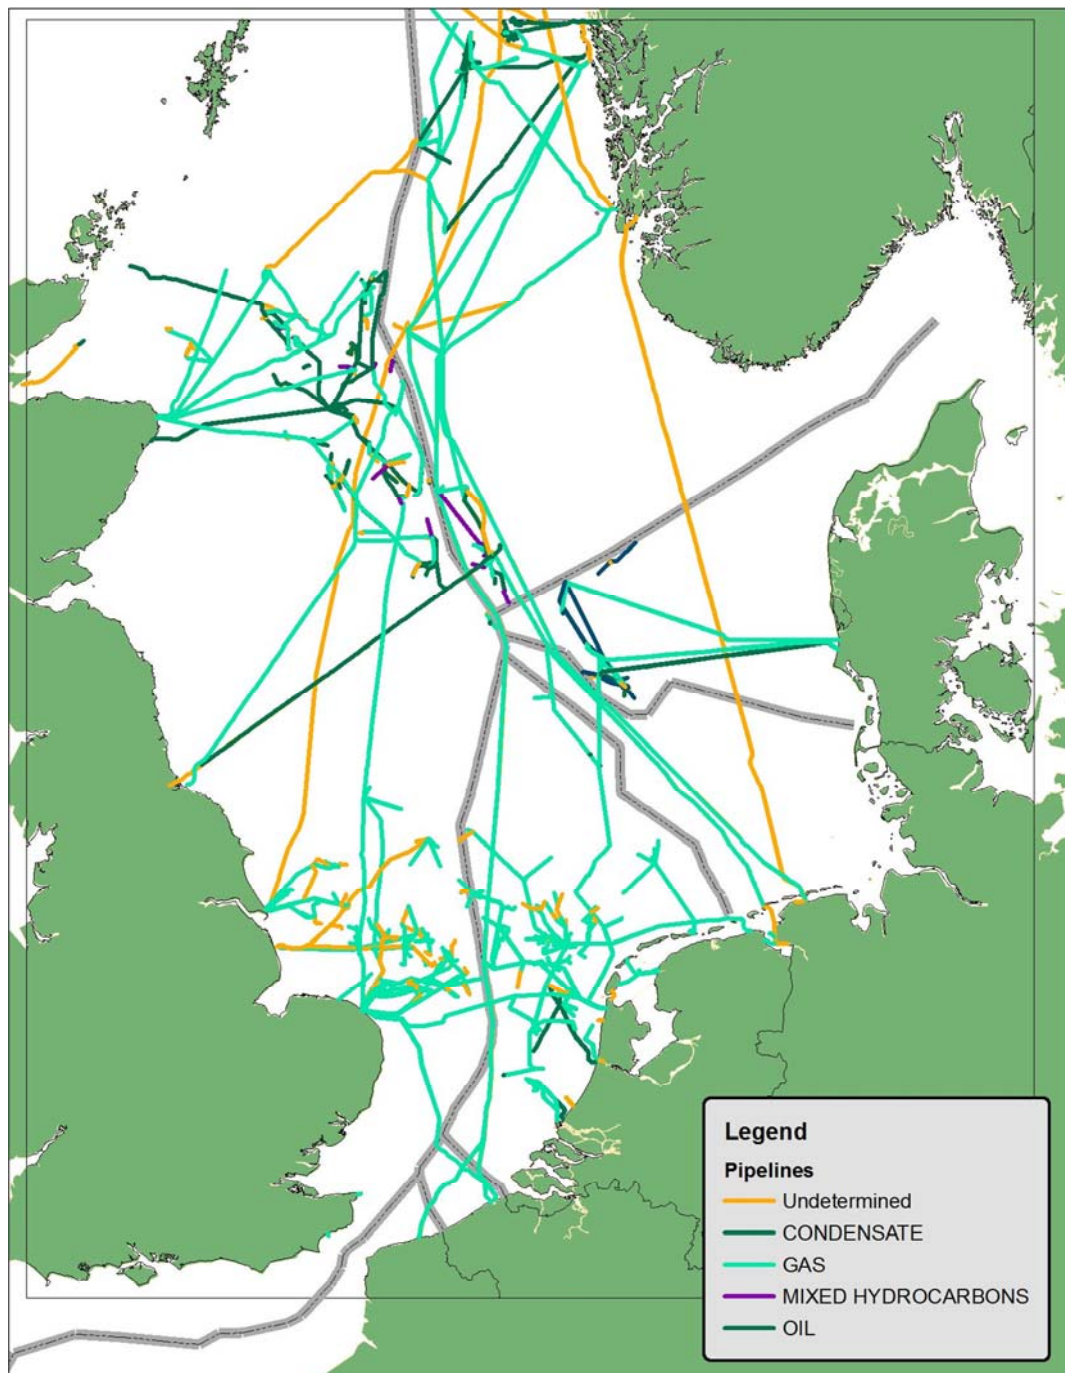 Legend
Pipelines
Undetermined
CONDENSATE
GAS
MIXED HYDROCARBONS
OIL